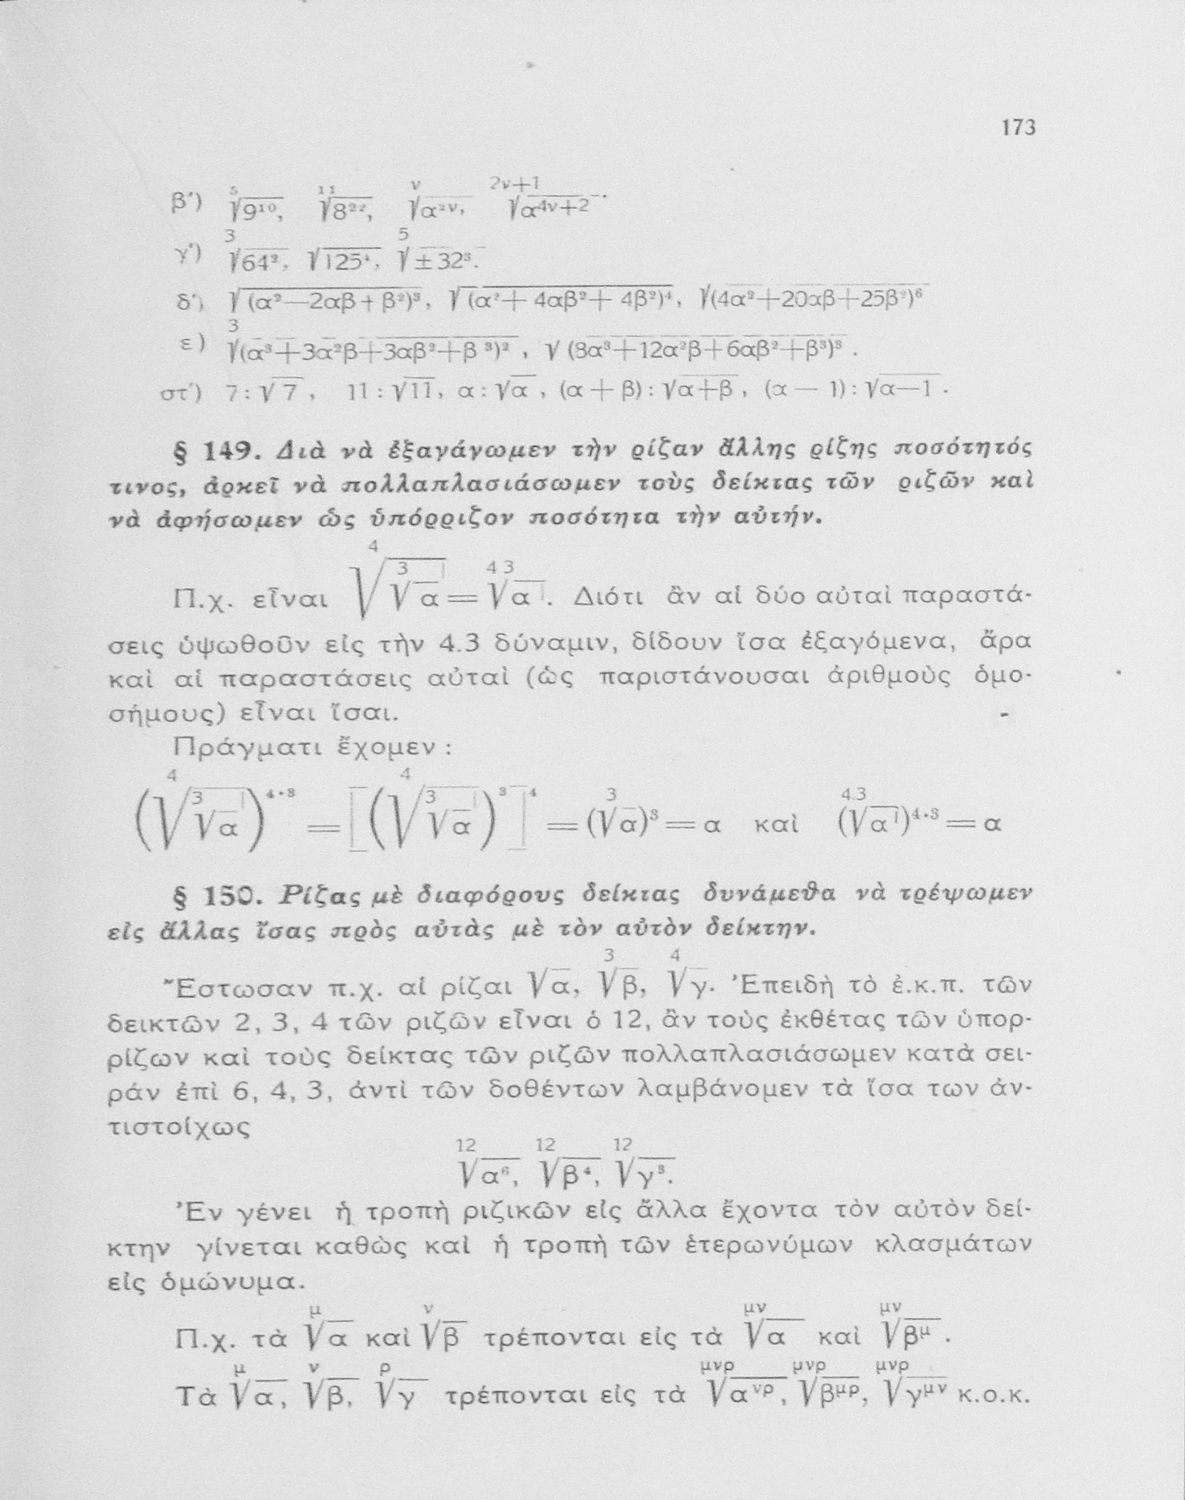 173
β΄) ⁵√9¹⁰, ¹¹√8²², ᵛ√α²ᵛ, ²ᵛ⁺¹√α⁴ᵛ⁺².
γ΄) ³√64², √125⁴, ⁵√±32³.
δ΄) √(α²—2αβ+β²)³, √(α²+4αβ²+4β²)⁴, √(4α²+20αβ+25β²)⁶
ε) ³√(α³+3α²β+3αβ²+β³)², √(8α³+12α²β+6αβ²+β³)³.
στ΄) 7:√7, 11:√11, α:√α, (α+β):√α+β, (α—1):√α—1.
§ 149. Διὰ νὰ ἐξαγάγωμεν τὴν ρίζαν ἄλλης ρίζης ποσότητός
τινος, ἀρκεῖ νὰ πολλαπλασιάσωμεν τοὺς δείκτας τῶν ριζῶν καὶ
νὰ ἀφήσωμεν ὡς ὑπόρριζον ποσότητα τὴν αὐτήν.
Π.χ. εἶναι ⁴√³√α = ⁴·³√α. Διότι ἂν αἱ δύο αὐταὶ παραστά-
σεις ὑψωθοῦν εἰς τὴν 4.3 δύναμιν, δίδουν ἴσα ἐξαγόμενα, ἄρα
καὶ αἱ παραστάσεις αὐταὶ (ὡς παριστάνουσαι ἀριθμοὺς ὁμο-
σήμους) εἶναι ἴσαι.
Πράγματι ἔχομεν :
(⁴√³√α)⁴·³ = [(⁴√³√α)³]⁴ = (³√α)³ = α καὶ (⁴·³√α)⁴·³ = α
§ 150. Ρίζας μὲ διαφόρους δείκτας δυνάμεθα νὰ τρέψωμεν
εἰς ἄλλας ἴσας πρὸς αὐτὰς μὲ τὸν αὐτὸν δείκτην.
Ἔστωσαν π.χ. αἱ ρίζαι √α, ³√β, ⁴√γ. Ἐπειδὴ τὸ ἐ.κ.π. τῶν
δεικτῶν 2, 3, 4 τῶν ριζῶν εἶναι ὁ 12, ἂν τοὺς ἐκθέτας τῶν ὑπορ-
ρίζων καὶ τοὺς δείκτας τῶν ριζῶν πολλαπλασιάσωμεν κατὰ σει-
ράν ἐπὶ 6, 4, 3, ἀντὶ τῶν δοθέντων λαμβάνομεν τὰ ἴσα των ἀν-
τιστοίχως
¹²√α⁶, ¹²√β⁴, ¹²√γ³.
Ἐν γένει ἡ τροπὴ ριζικῶν εἰς ἄλλα ἔχοντα τὸν αὐτὸν δεί-
κτην γίνεται καθὼς καὶ ἡ τροπὴ τῶν ἑτερωνύμων κλασμάτων
εἰς ὁμώνυμα.
Π.χ. τὰ ᵘ√α καὶ ᵛ√β τρέπονται εἰς τὰ ᵘᵛ√α καὶ ᵘᵛ√βᵘ.
Τὰ ᵘ√α, ᵛ√β, ᵖ√γ τρέπονται εἰς τὰ ᵘᵛᵖ√αᵛᵖ, ᵘᵛᵖ√βᵘᵖ, ᵘᵛᵖ√γᵘᵛ κ.ο.κ.